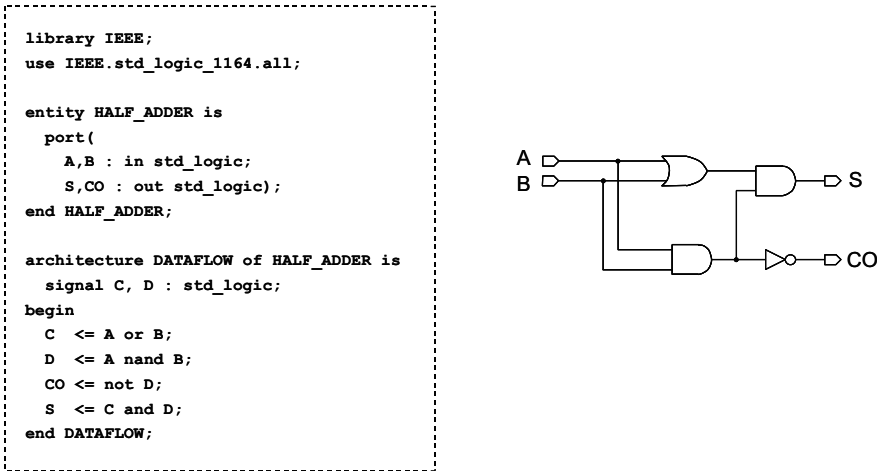 library IEEE;
use IEEE.std_logic_1164.all;
entity HALF_ADDER is
port(
A,B : in std_logic;
S,CO : out std_logic);
end HALF_ADDER;
architecture DATAFLOW of HALF_ADDER is
signal C, D : std_logic;
begin
C <= A or B;
D <= A nand B;
CO <= not D;
S <= C and D;
end DATAFLOW;
A
B
S
CO